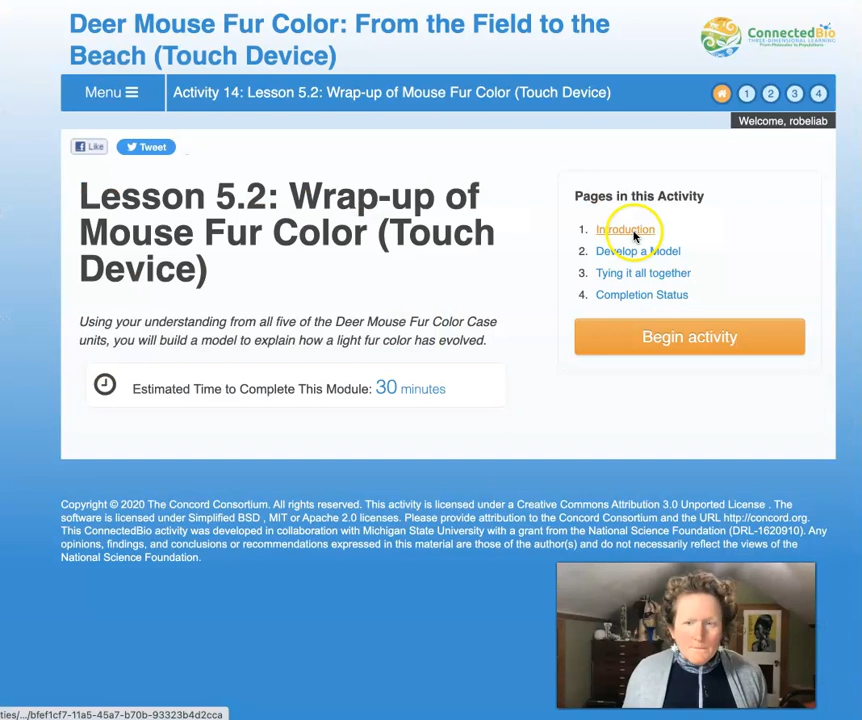 Deer Mouse Fur Color: From the Field to the
Beach (Touch Device)
ConnectedBio
THREE-DIMENSIONAL LEARNING
From Molecules to Populations
Menu
Activity 14: Lesson 5.2: Wrap-up of Mouse Fur Color (Touch Device)
1 2 3 4
Welcome, robeliab
Like
Tweet
Lesson 5.2: Wrap-up of
Mouse Fur Color (Touch
Device)
Using your understanding from all five of the Deer Mouse Fur Color Case
units, you will build a model to explain how a light fur color has evolved.
Estimated Time to Complete This Module: 30 minutes
Pages in this Activity
1. Introduction
2. Develop a Model
3. Tying it all together
4. Completion Status
Begin activity
Copyright © 2020 The Concord Consortium. All rights reserved. This activity is licensed under a Creative Commons Attribution 3.0 Unported License . The
software is licensed under Simplified BSD , MIT or Apache 2.0 licenses. Please provide attribution to the Concord Consortium and the URL http://concord.org.
This ConnectedBio activity was developed in collaboration with Michigan State University with a grant from the National Science Foundation (DRL-1620910). Any
opinions, findings, and conclusions or recommendations expressed in this material are those of the author(s) and do not necessarily reflect the views of the
National Science Foundation.
ties/.../bfef1cf7-11a5-45a7-b70b-93323b4d2cca